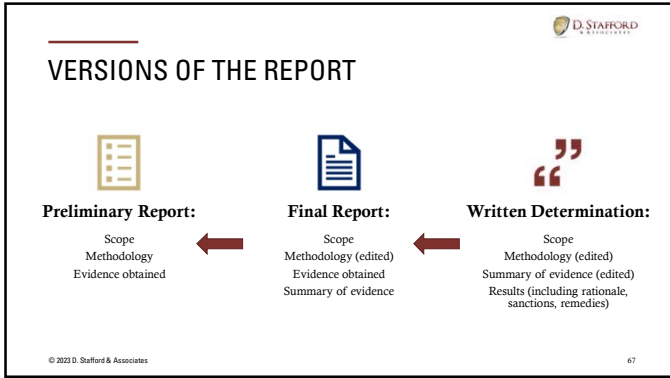 D. STAFFORD
& ASSOCIATES
VERSIONS OF THE REPORT
Preliminary Report:
Scope
Methodology
Evidence obtained
Final Report:
Scope
Methodology (edited)
Evidence obtained
Summary of evidence
Written Determination:
Scope
Methodology (edited)
Summary of evidence (edited)
Results (including rationale,
sanctions, remedies)
© 2023 D. Stafford & Associates
67